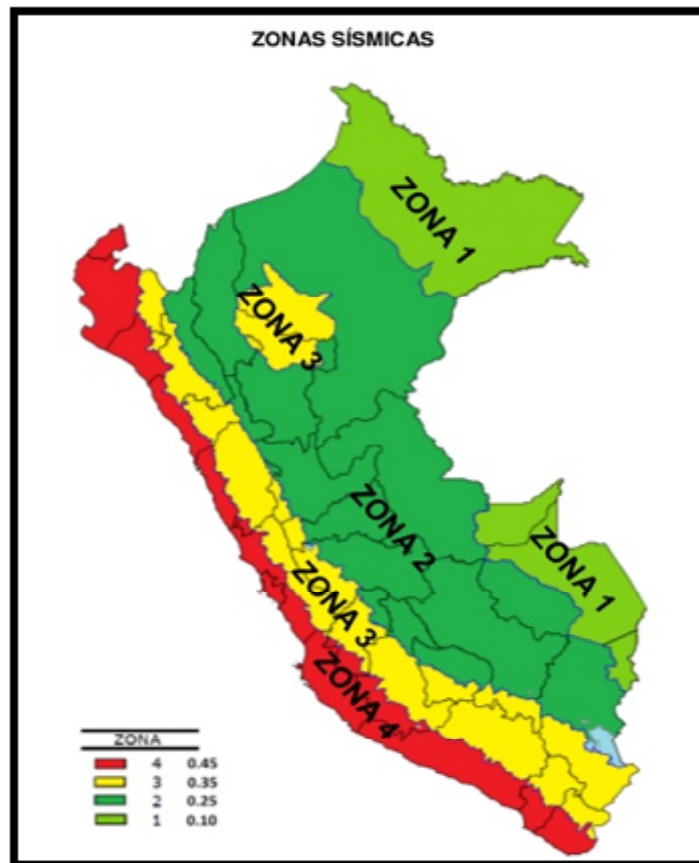 ZONAS SÍSMICAS
ZONA 1
ZONA 3
ZONA 2
ZONA 1
ZONA 3
ZONA 4
ZONA
4 0.45
3 0.35
2 0.25
1 0.10